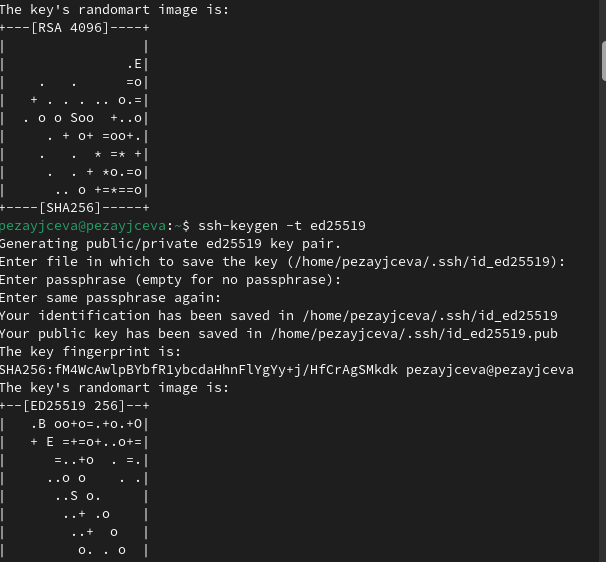 The key's randomart image is:
+---[RSA 4096]----+
|                 |
|               .E|
|    .   .      =o|
|   + . . . .. o.=|
|  . o o Soo  +..o|
|     . + o+ =oo+.|
|    .   .  * =* +|
|     .  . + *o.=o|
|      .. o +=*==o|
+----[SHA256]-----+
pezayjceva@pezayjceva:~$ ssh-keygen -t ed25519
Generating public/private ed25519 key pair.
Enter file in which to save the key (/home/pezayjceva/.ssh/id_ed25519):
Enter passphrase (empty for no passphrase):
Enter same passphrase again:
Your identification has been saved in /home/pezayjceva/.ssh/id_ed25519
Your public key has been saved in /home/pezayjceva/.ssh/id_ed25519.pub
The key fingerprint is:
SHA256:fM4WcAwlpBYbfR1ybcdaHhnFlYgYy+j/HfCrAgSMkdk pezayjceva@pezayjceva
The key's randomart image is:
+--[ED25519 256]--+
|   .B oo+o=.+o.+O|
|   + E =+=o+..o+=|
|      =..+o  . =.|
|     ..o o    . .|
|      ..S o.     |
|       ..+ .o    |
|        ..+  o   |
|         o. . o  |